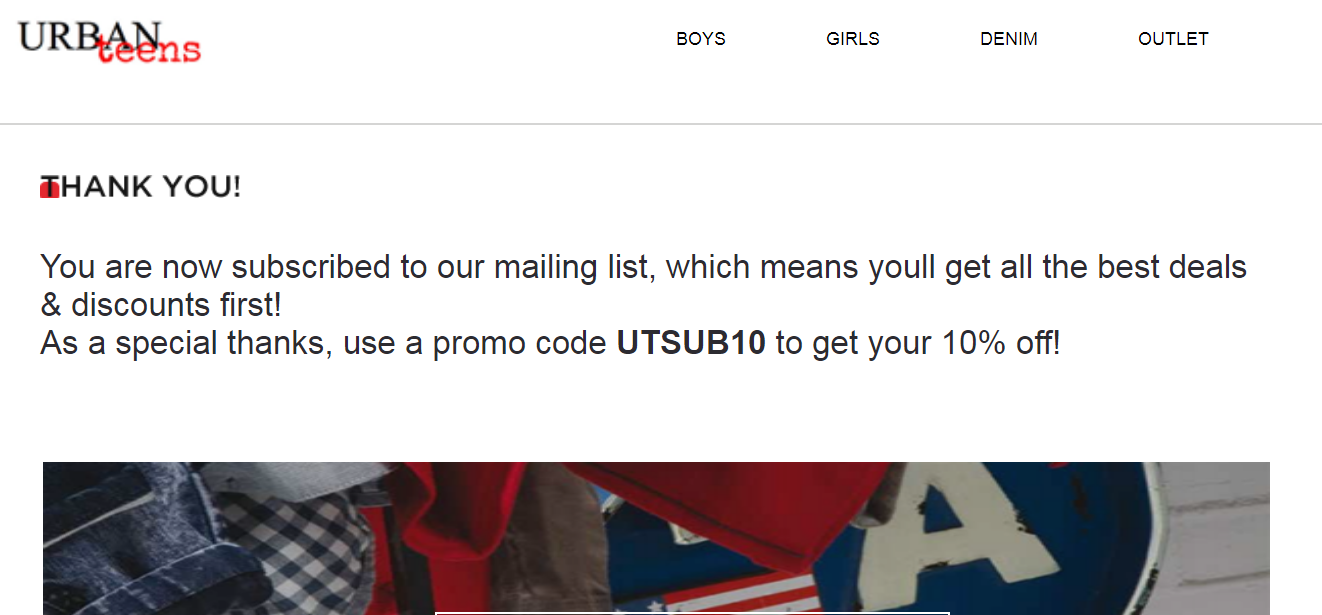 URBAN
teens
BOYS GIRLS DENIM OUTLET
THANK YOU!
You are now subscribed to our mailing list, which means youll get all the best deals
& discounts first!
As a special thanks, use a promo code UTSUB10 to get your 10% off!
A